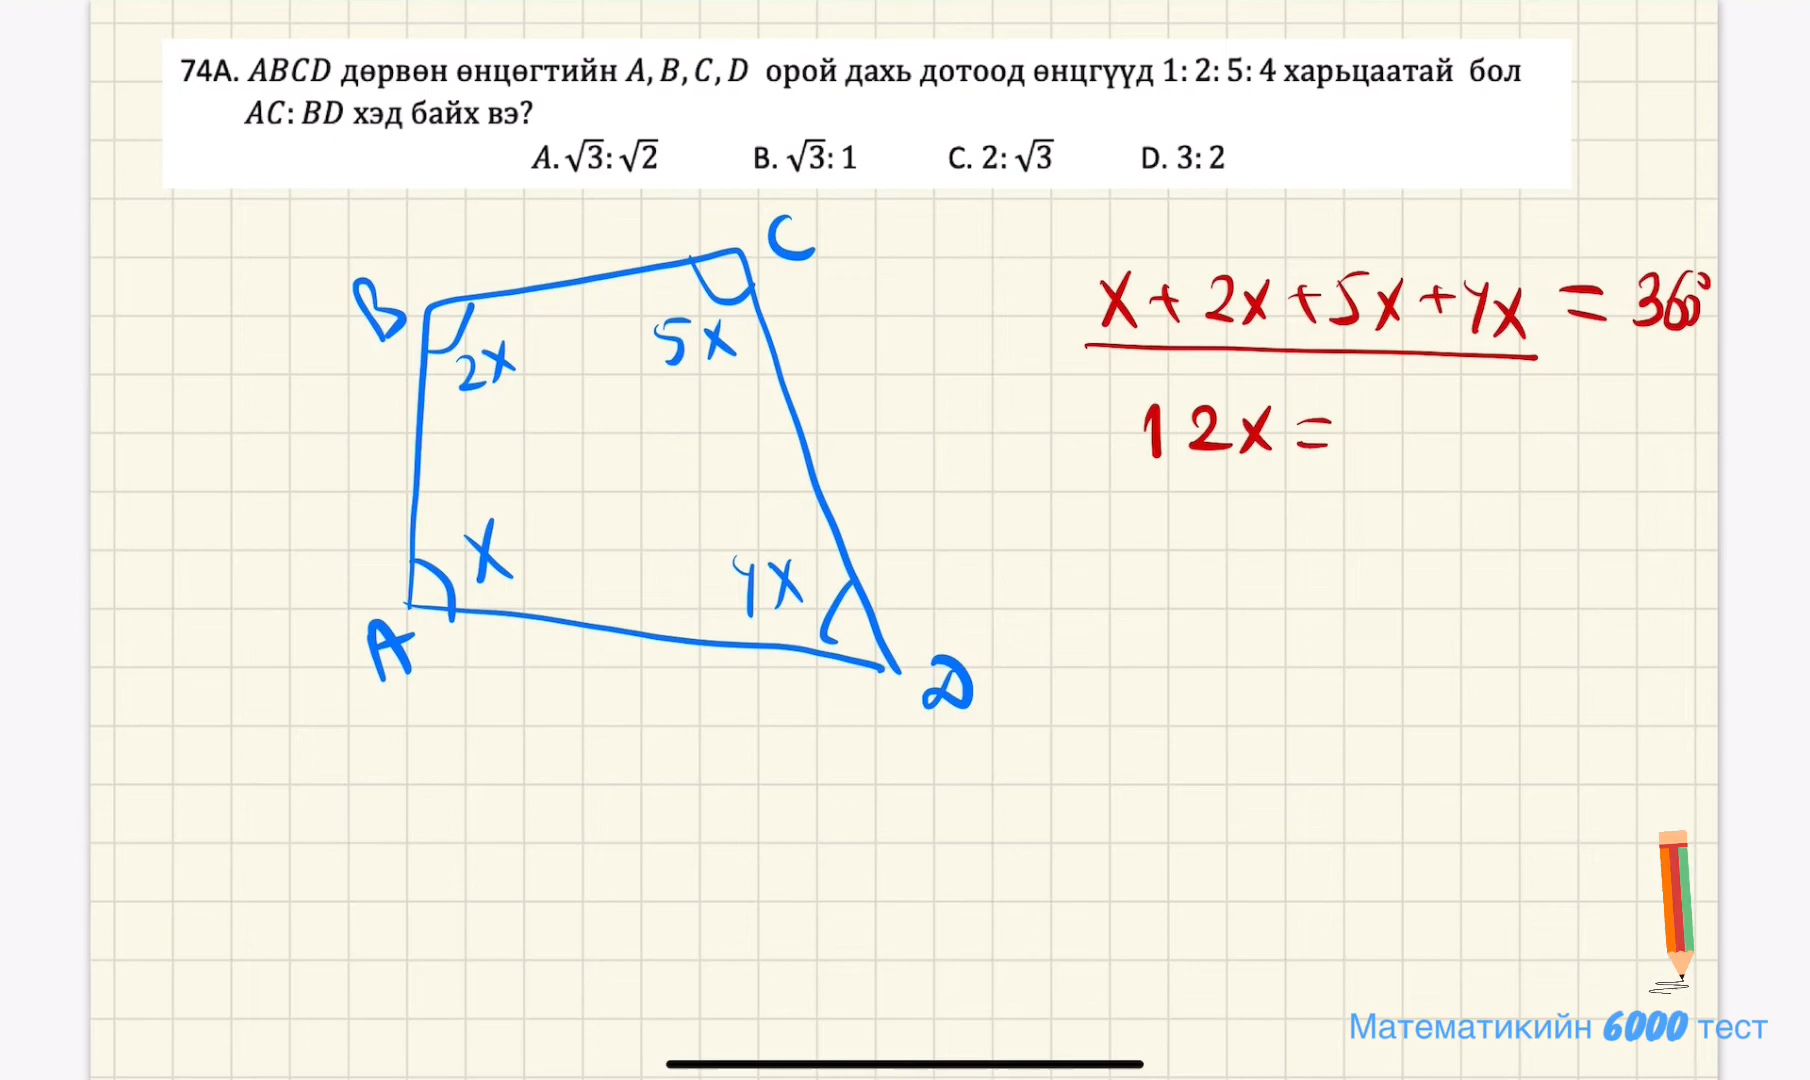 74A. ABCD дөрвөн өнцөгтийн A, B, C, D орой дахь дотоод өнцгүүд 1: 2: 5: 4 харьцаатай бол
AC: BD хэд байх вэ?
A. √3: √2 B. √3: 1 C. 2: √3 D. 3: 2
C
B
2x
5x
x + 2x + 5x + 4x = 360°
12x =
x
4x
A
D
Математикийн 6000 тест